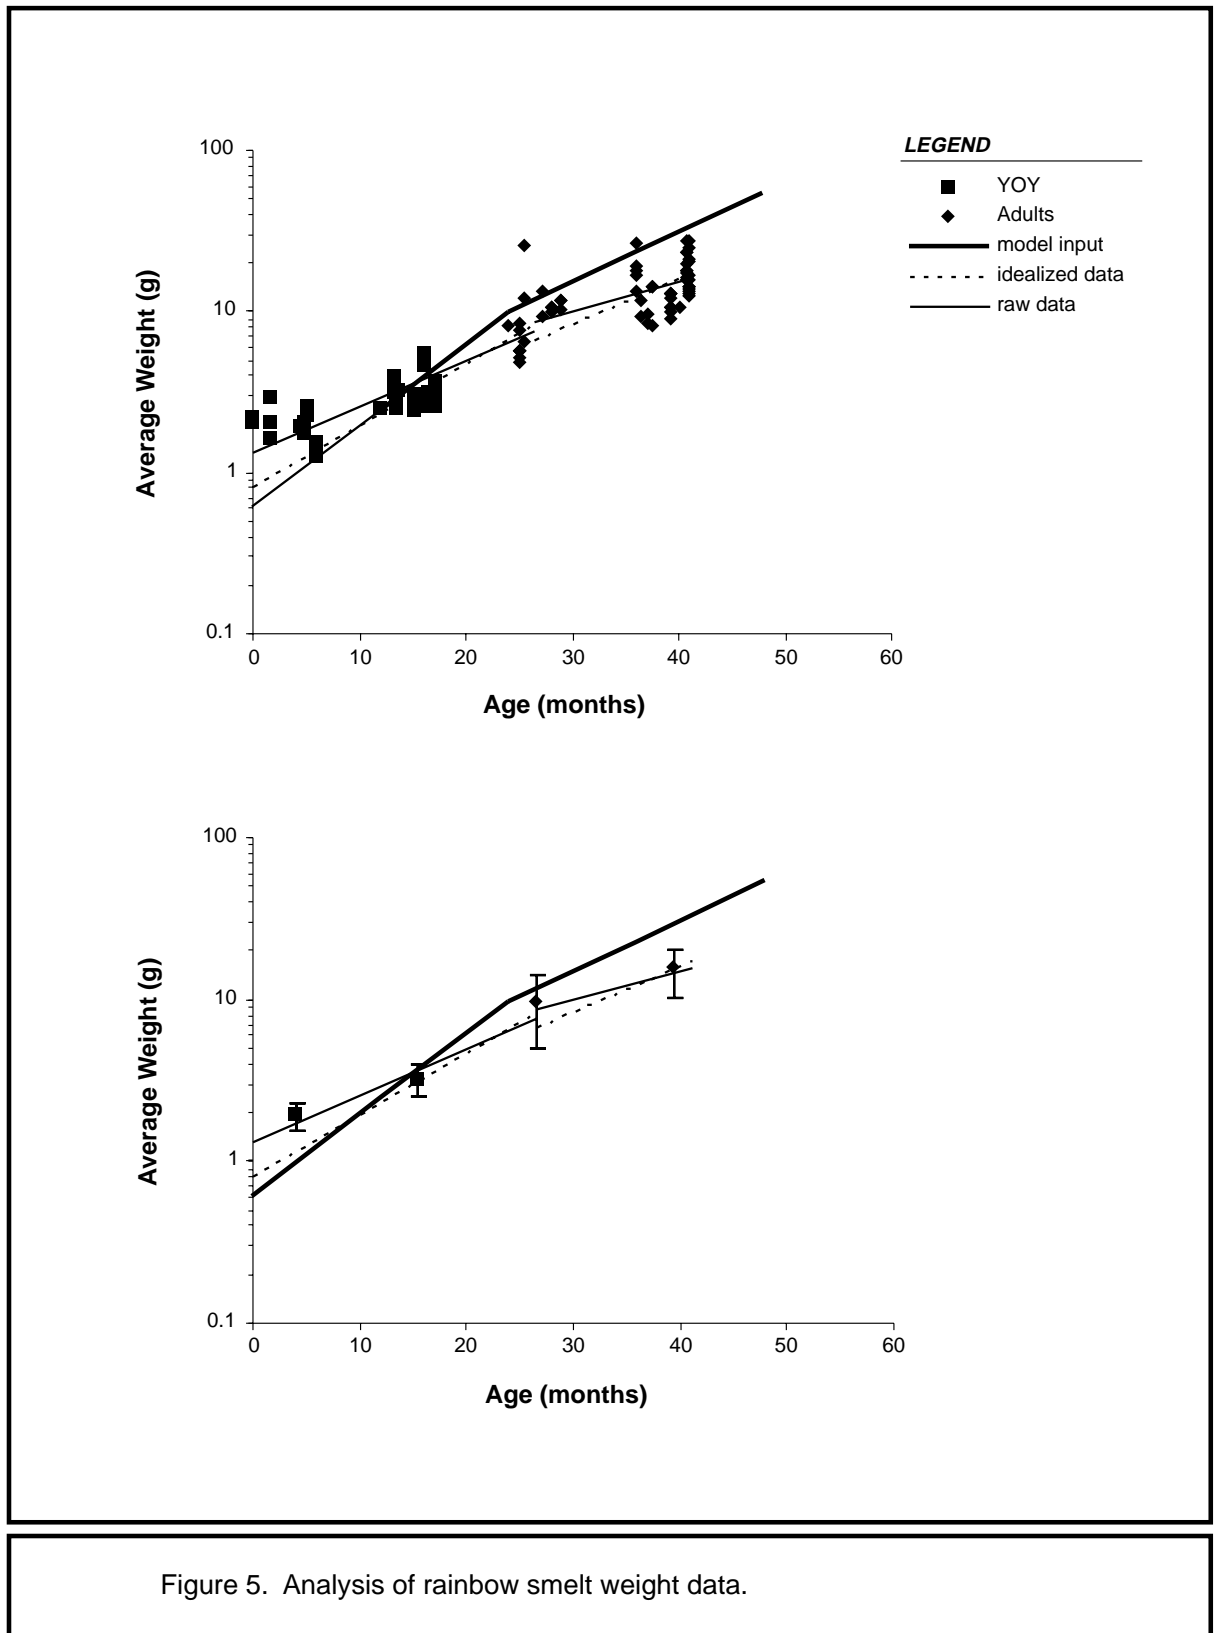 LEGEND
YOY
Adults
model input
idealized data
raw data
100
10
1
0.1
Average Weight (g)
0 10 20 30 40 50 60
Age (months)
100
10
1
0.1
Average Weight (g)
0 10 20 30 40 50 60
Age (months)
Figure 5. Analysis of rainbow smelt weight data.